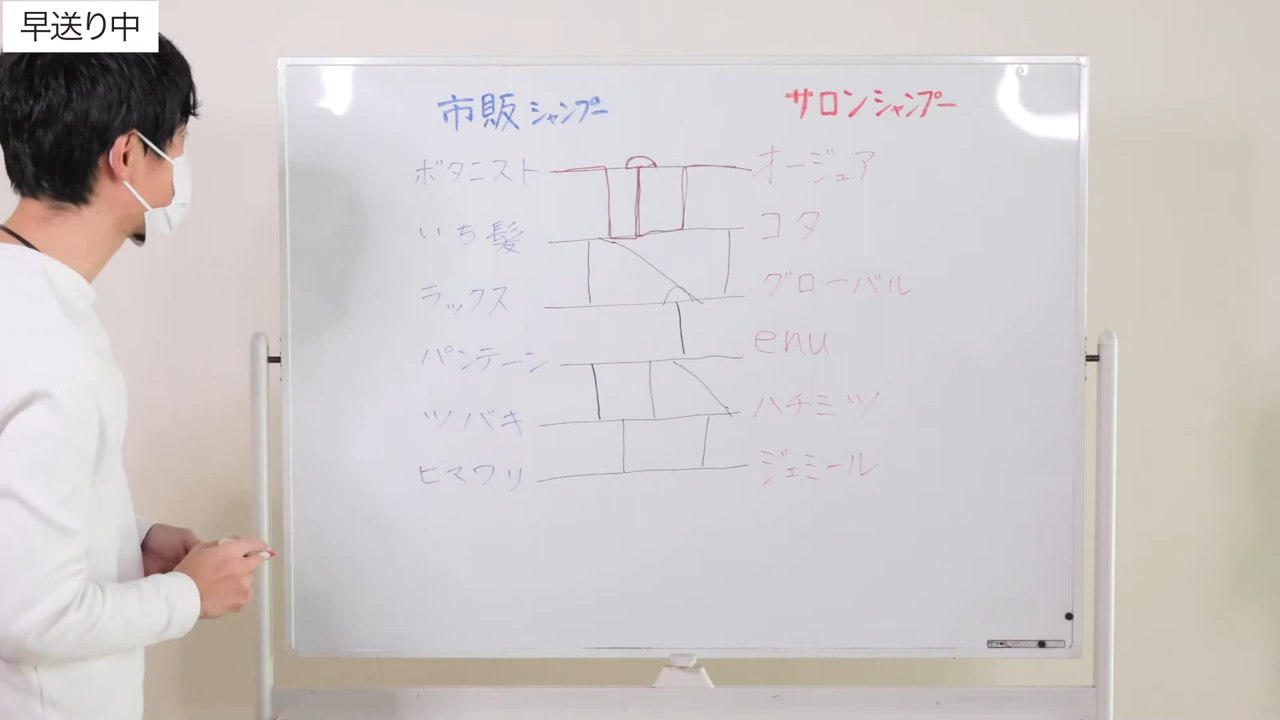 早送り中
市販シャンプー
サロンシャンプー
ボタニスト
オージュア
いち髪
コタ
ラックス
グローバル
パンテーン
enu
ツバキ
ハチミツ
ヒマワリ
ジェミール